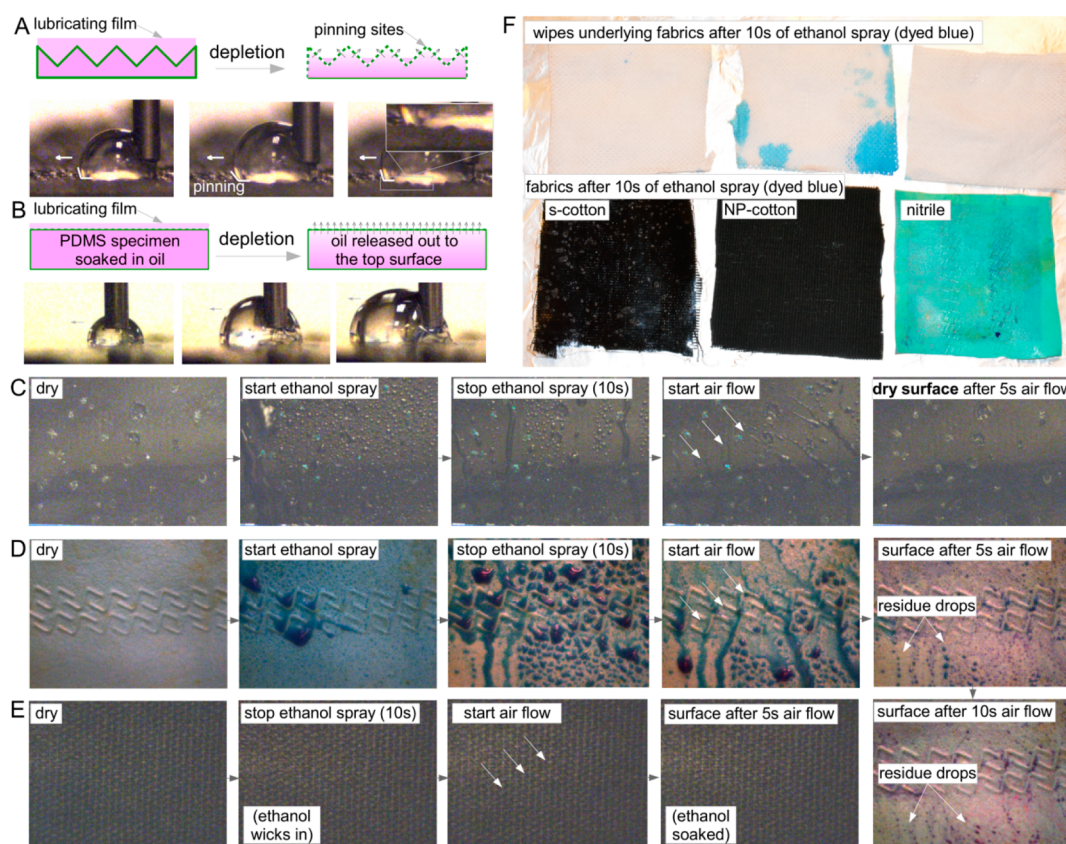 A
lubricating film
depletion
pinning sites
pinning
B
lubricating film
PDMS specimen
soaked in oil
depletion
oil released out to
the top surface
F
wipes underlying fabrics after 10s of ethanol spray (dyed blue)
fabrics after 10s of ethanol spray (dyed blue)
s-cotton
NP-cotton
nitrile
C
dry
start ethanol spray
stop ethanol spray (10s)
start air flow
dry surface after 5s air flow
D
dry
start ethanol spray
stop ethanol spray (10s)
start air flow
surface after 5s air flow
residue drops
E
dry
stop ethanol spray (10s)
(ethanol
wicks in)
start air flow
surface after 5s air flow
(ethanol
soaked)
surface after 10s air flow
residue drops